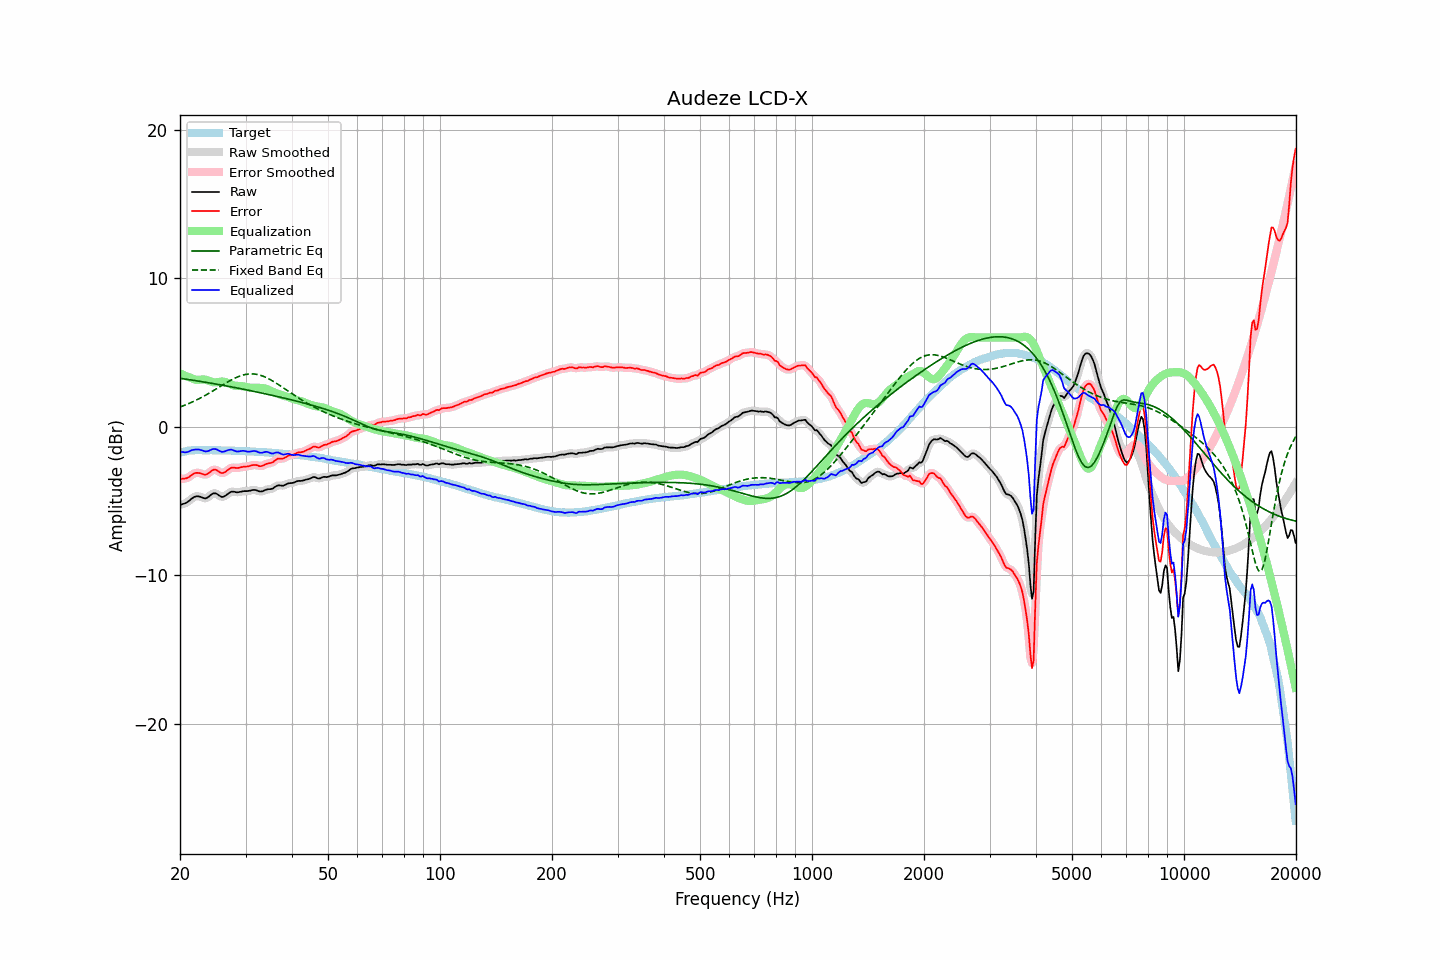 Audeze LCD-X
Target
Raw Smoothed
Error Smoothed
Raw
Error
Equalization
Parametric Eq
Fixed Band Eq
Equalized
20
10
0
−10
−20
Amplitude (dBr)
20 50 100 200 500 1000 2000 5000 10000 20000
Frequency (Hz)